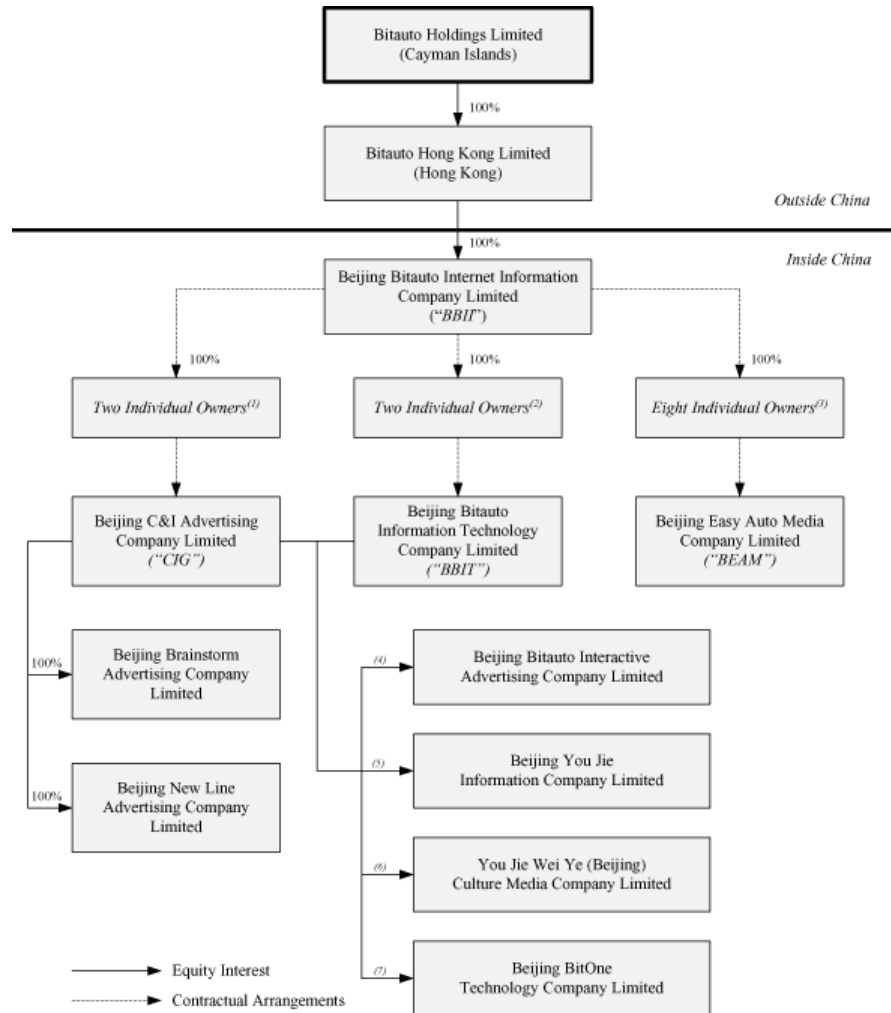 Bitauto Holdings Limited
(Cayman Islands)
100%
Bitauto Hong Kong Limited
(Hong Kong)
Outside China
100%
Inside China
Beijing Bitauto Internet Information
Company Limited
(“BBII”)
100%
100%
100%
Two Individual Owners(1)
Two Individual Owners(2)
Eight Individual Owners(3)
Beijing C&I Advertising
Company Limited
(“CIG”)
Beijing Bitauto
Information Technology
Company Limited
(“BBIT”)
Beijing Easy Auto Media
Company Limited
(“BEAM”)
100%
Beijing Brainstorm
Advertising Company
Limited
(4)
Beijing Bitauto Interactive
Advertising Company Limited
100%
Beijing New Line
Advertising Company
Limited
(5)
Beijing You Jie
Information Company Limited
(6)
You Jie Wei Ye (Beijing)
Culture Media Company Limited
(7)
Beijing BitOne
Technology Company Limited
Equity Interest
Contractual Arrangements